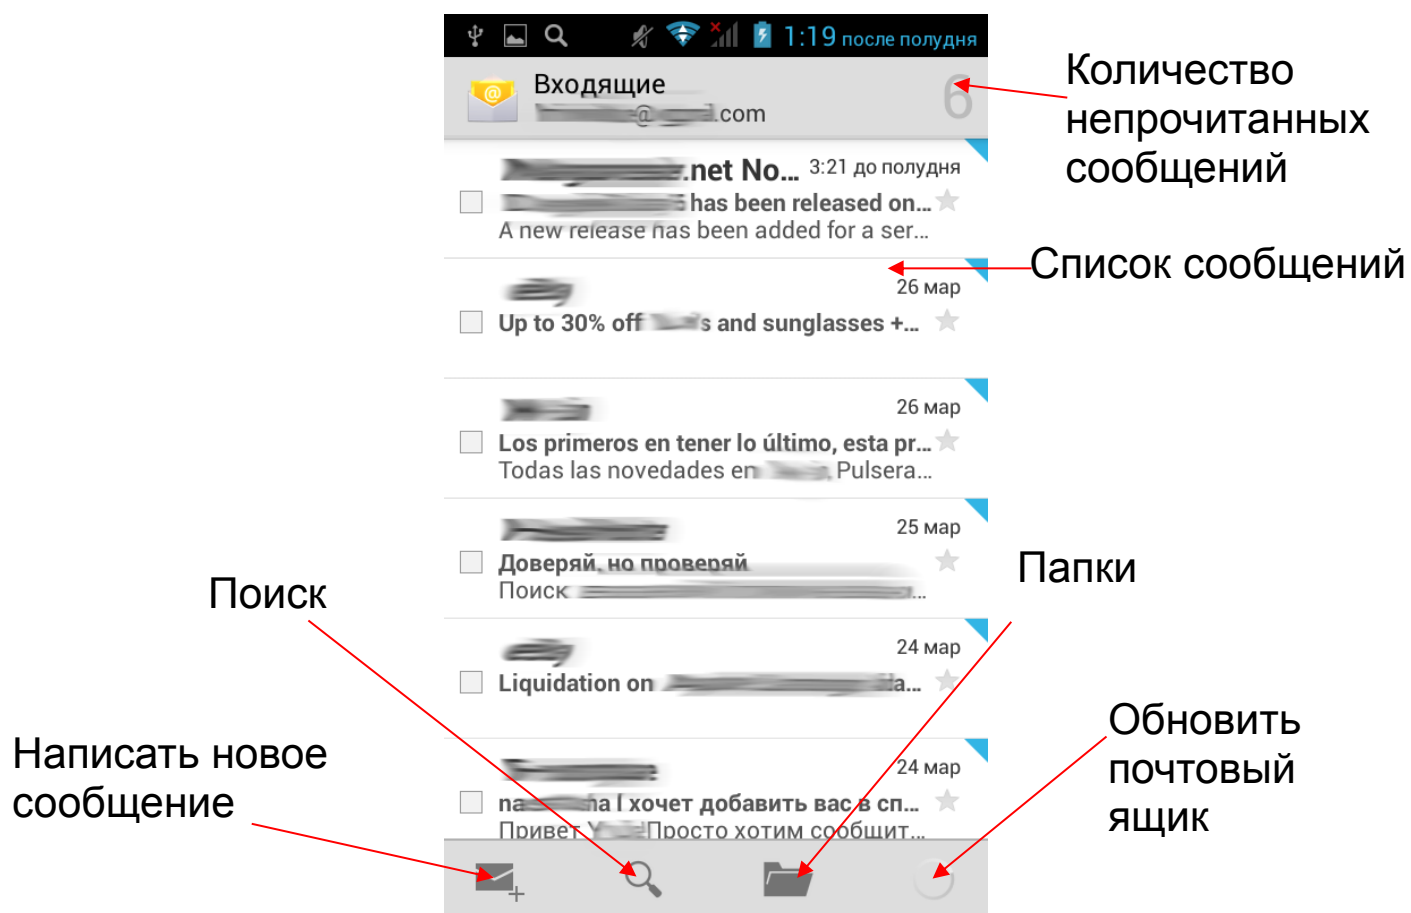 1:19 после полудня
Входящие
.com
6
.net No... 3:21 до полудня
has been released on...
A new release has been added for a ser...
26 мар
Up to 30% off 's and sunglasses +...
26 мар
Los primeros en tener lo último, esta pr...
Todas las novedades en Pulsera...
25 мар
Доверяй, но проверяй
Поиск ...
24 мар
Liquidation on ...
24 мар
хочет добавить вас в сп...
Привет Просто хотим сообщит...
Количество
непрочитанных
сообщений
Список сообщений
Поиск
Папки
Написать новое
сообщение
Обновить
почтовый
ящик